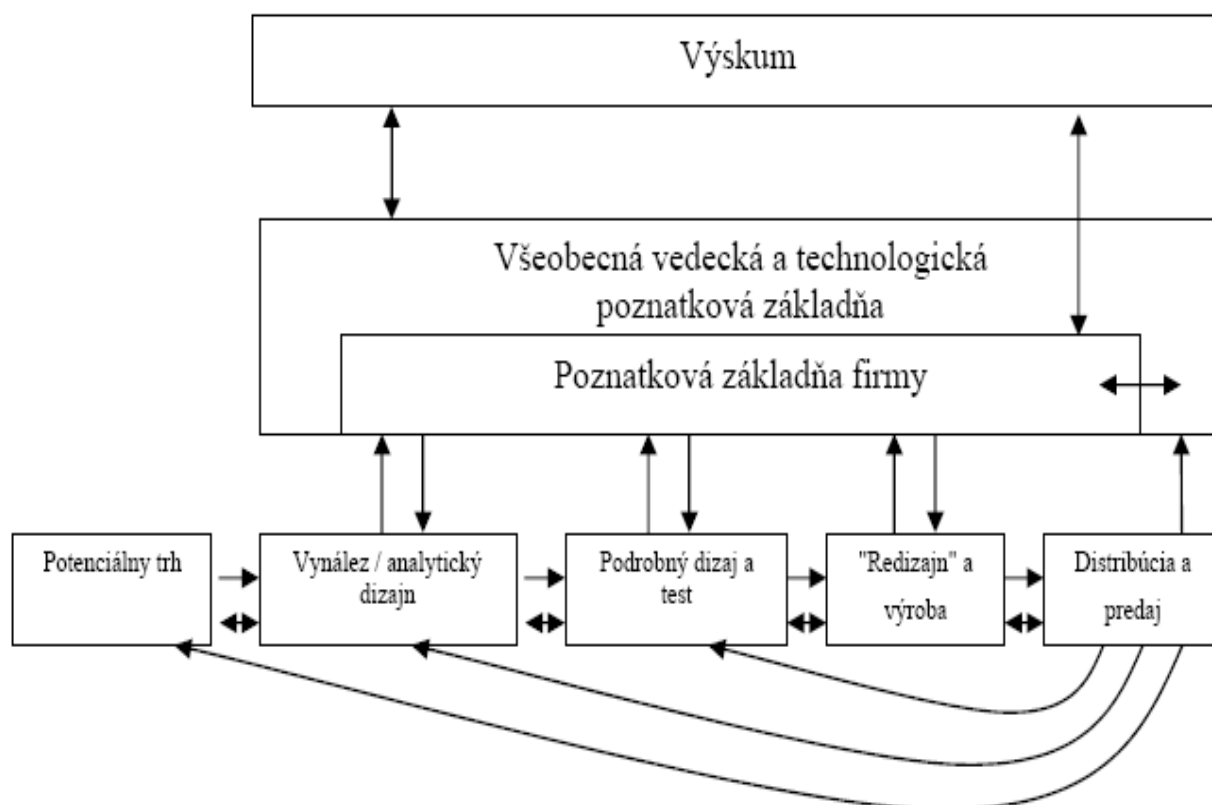 Výskum
Všeobecná vedecká a technologická
poznatková základňa
Poznatková základňa firmy
Potenciálny trh
Vynález / analytický
dizajn
Podrobný dizaj a
test
"Redizajn" a
výroba
Distribúcia a
predaj